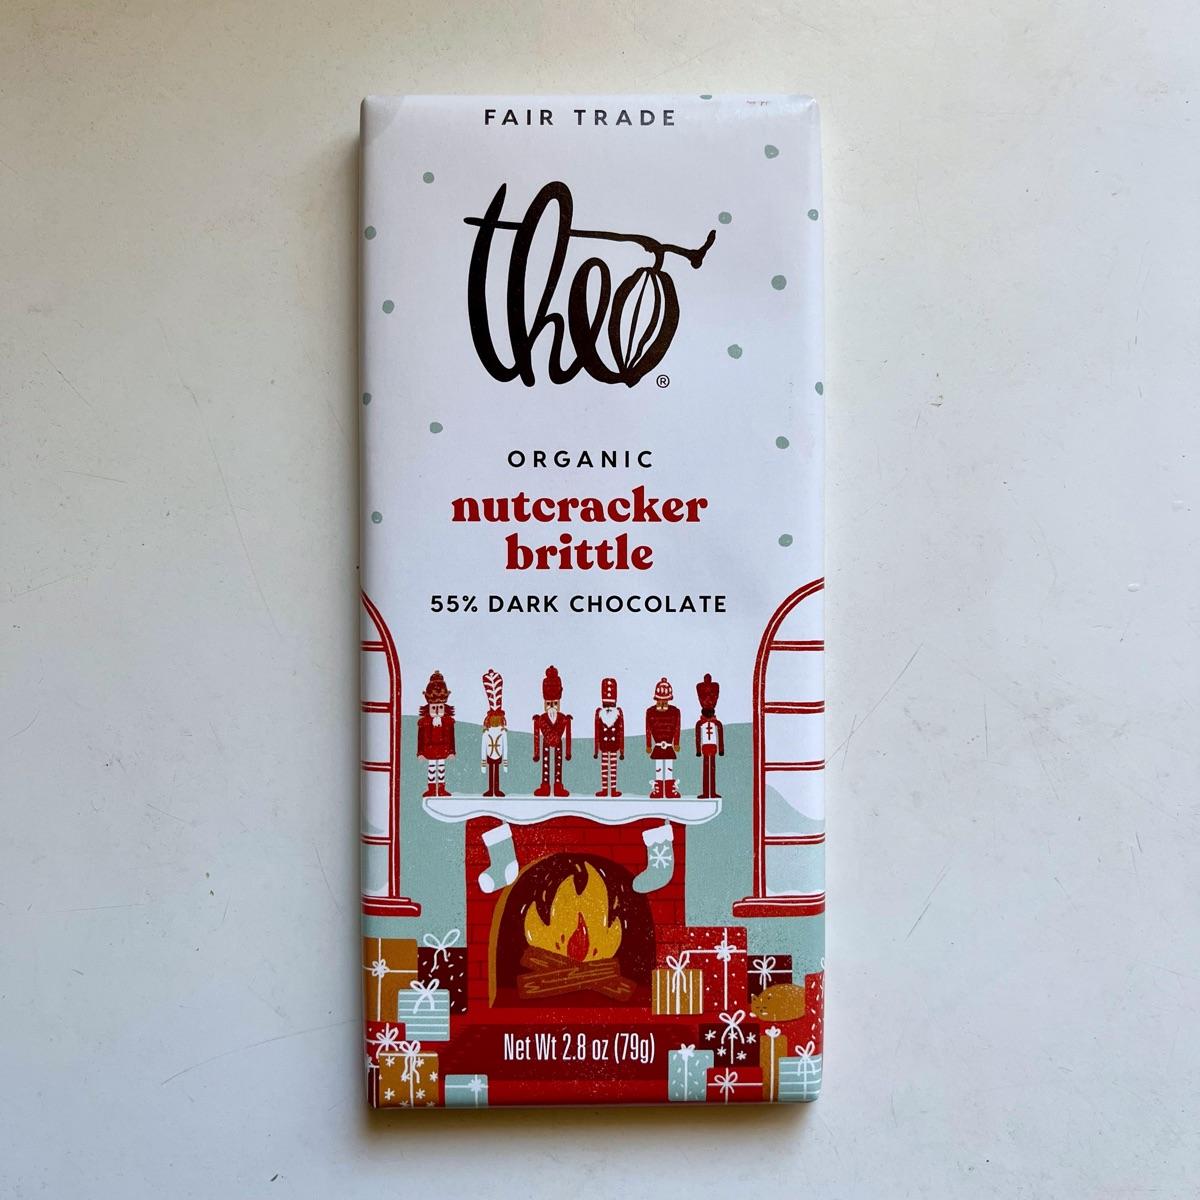 FAIR TRADE
theo
®
ORGANIC
nutcracker
brittle
55% DARK CHOCOLATE
Net Wt 2.8 oz (79g)